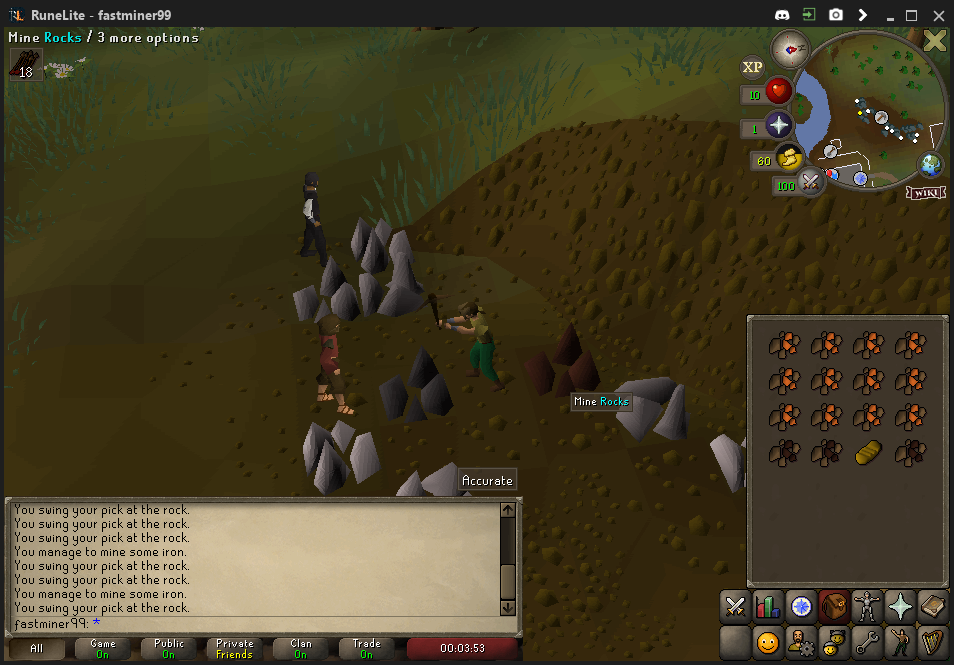 RuneLite - fastminer99
Mine Rocks / 3 more options
18
XP
10
1
60
100
WIKI
Mine Rocks
Accurate
You swing your pick at the rock.
You swing your pick at the rock.
You swing your pick at the rock.
You manage to mine some iron.
You swing your pick at the rock.
You swing your pick at the rock.
You manage to mine some iron.
You swing your pick at the rock.
fastminer99: *
All
Game
On
Public
On
Private
Friends
Clan
On
Trade
On
00:03:53